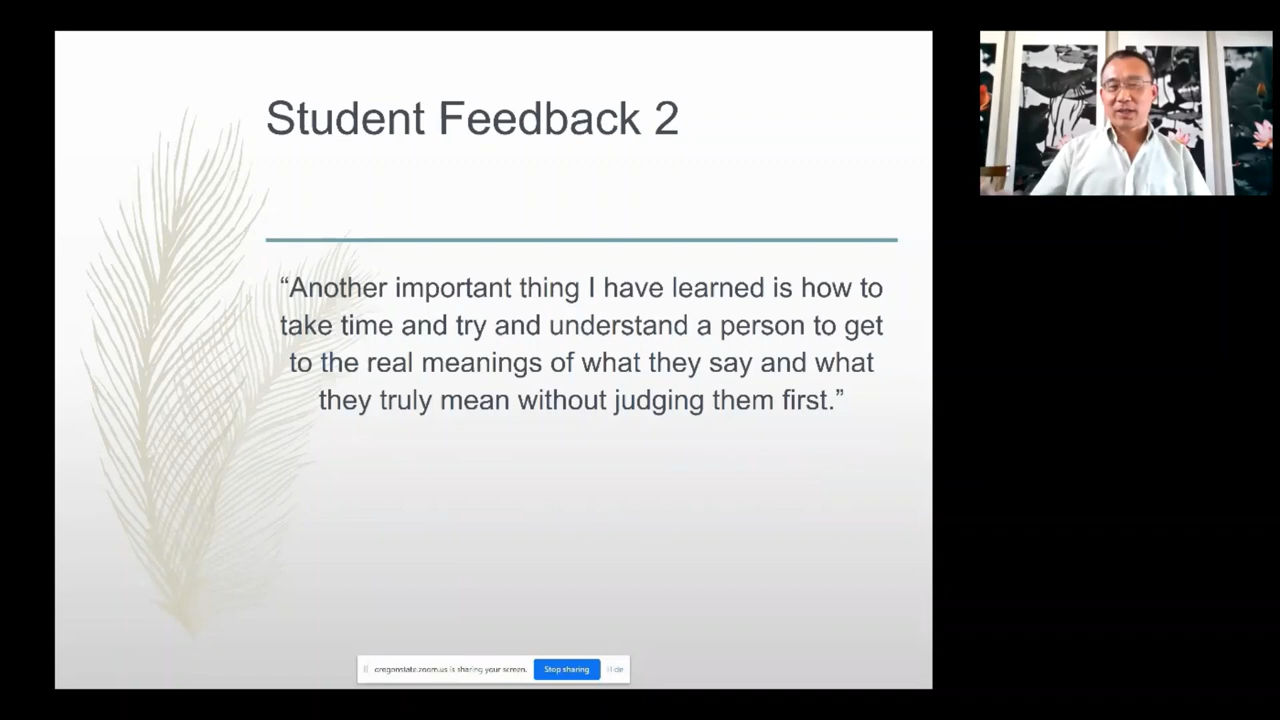 Student Feedback 2
“Another important thing I have learned is how to
take time and try and understand a person to get
to the real meanings of what they say and what
they truly mean without judging them first.”
oregonstate.zoom.us is sharing your screen. Stop sharing Hide